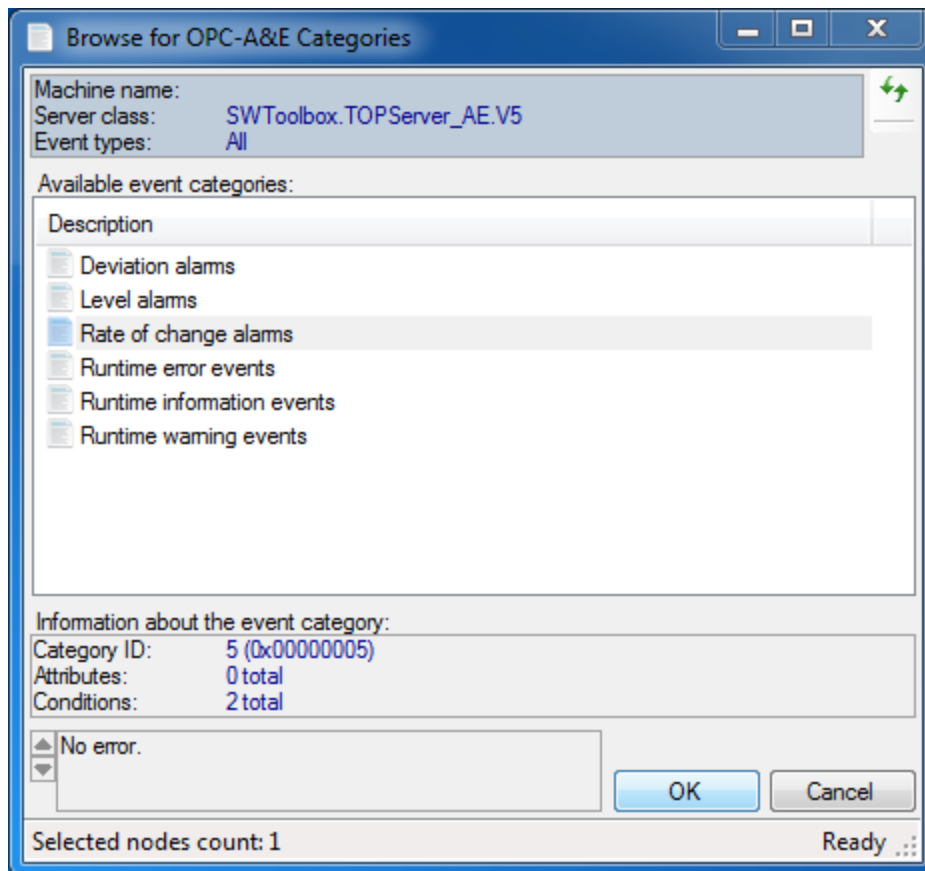 Browse for OPC-A&E Categories
Machine name:
Server class: SWToolbox.TOPServer_AE.V5
Event types: All
Available event categories:
Description
Deviation alarms
Level alarms
Rate of change alarms
Runtime error events
Runtime information events
Runtime warning events
Information about the event category:
Category ID: 5 (0x00000005)
Attributes: 0 total
Conditions: 2 total
No error.
OK Cancel
Selected nodes count: 1 Ready